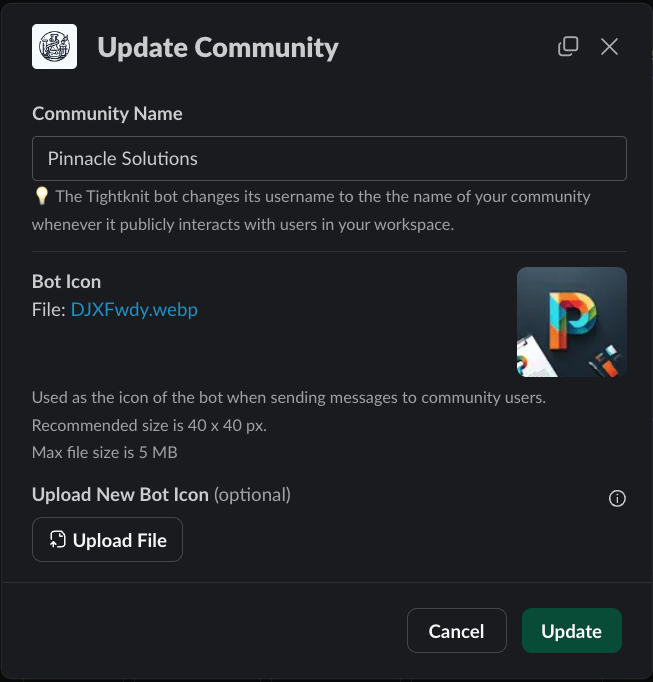 Update Community
Community Name
Pinnacle Solutions
💡 The Tightknit bot changes its username to the the name of your community
whenever it publicly interacts with users in your workspace.
Bot Icon
File: DJXFwdy.webp
P
Used as the icon of the bot when sending messages to community users.
Recommended size is 40 x 40 px.
Max file size is 5 MB
Upload New Bot Icon (optional)
Upload File
Cancel
Update